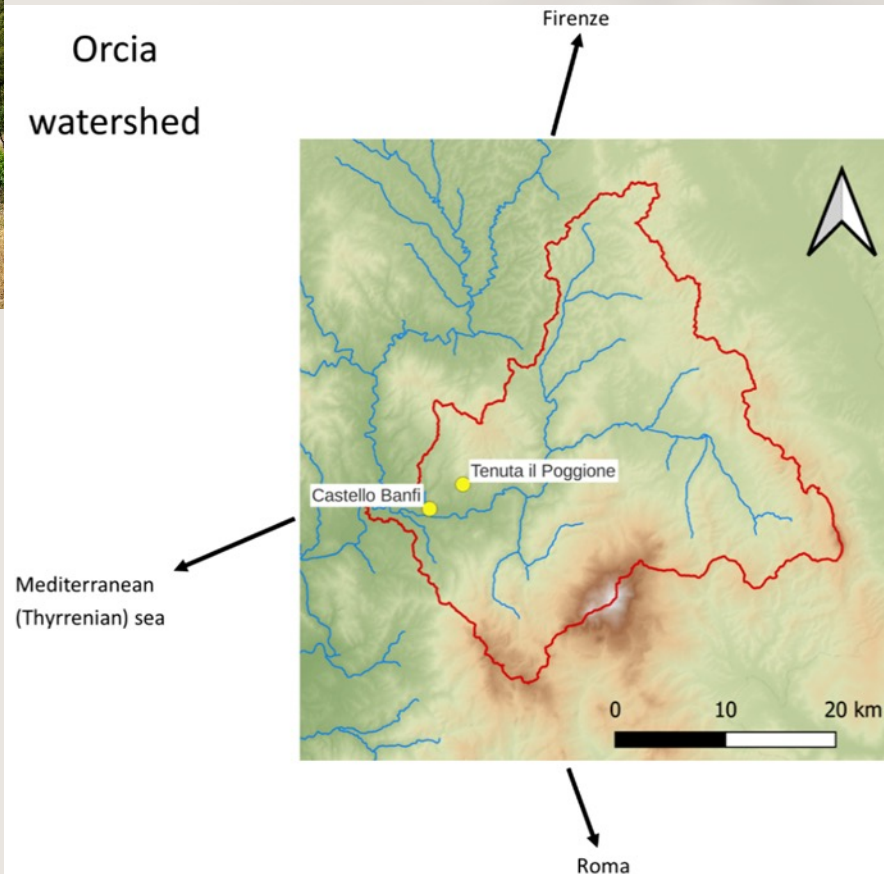 Orcia
watershed
Firenze
Tenuta il Poggione
Castello Banfi
Mediterranean
(Thyrrenian) sea
0 10 20 km
Roma